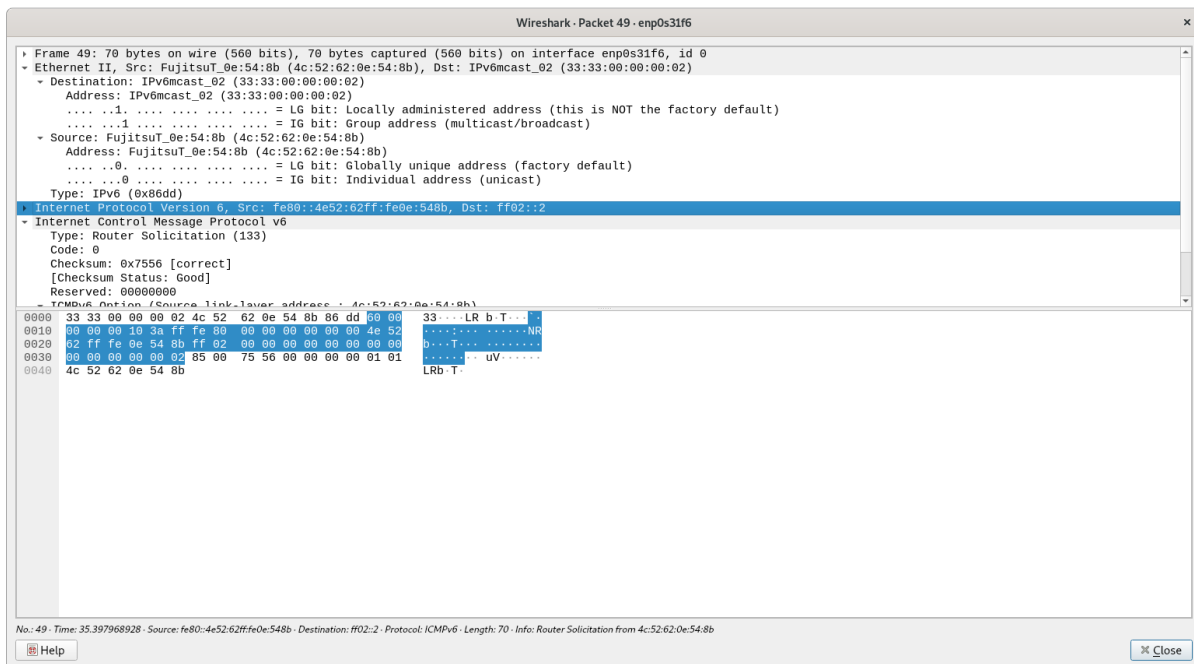 Wireshark · Packet 49 · enp0s31f6
Frame 49: 70 bytes on wire (560 bits), 70 bytes captured (560 bits) on interface enp0s31f6, id 0
Ethernet II, Src: FujitsuT_0e:54:8b (4c:52:62:0e:54:8b), Dst: IPv6mcast_02 (33:33:00:00:00:02)
Destination: IPv6mcast_02 (33:33:00:00:00:02)
Address: IPv6mcast_02 (33:33:00:00:00:02)
.... ..1. .... .... .... .... = LG bit: Locally administered address (this is NOT the factory default)
.... ...1 .... .... .... .... = IG bit: Group address (multicast/broadcast)
Source: FujitsuT_0e:54:8b (4c:52:62:0e:54:8b)
Address: FujitsuT_0e:54:8b (4c:52:62:0e:54:8b)
.... ..0. .... .... .... .... = LG bit: Globally unique address (factory default)
.... ...0 .... .... .... .... = IG bit: Individual address (unicast)
Type: IPv6 (0x86dd)
Internet Protocol Version 6, Src: fe80::4e52:62ff:fe0e:548b, Dst: ff02::2
Internet Control Message Protocol v6
Type: Router Solicitation (133)
Code: 0
Checksum: 0x7556 [correct]
[Checksum Status: Good]
Reserved: 00000000
ICMPv6 Option (Source link-layer address : 4c:52:62:0e:54:8b)
0000 33 33 00 00 00 02 4c 52 62 0e 54 8b 86 dd 60 00 33····LR b·T···`·
0010 00 00 00 10 3a ff fe 80 00 00 00 00 00 00 4e 52 ····:··· ······NR
0020 62 ff fe 0e 54 8b ff 02 00 00 00 00 00 00 00 00 b···T··· ········
0030 00 00 00 00 00 02 85 00 75 56 00 00 00 00 01 01 ········ uV······
0040 4c 52 62 0e 54 8b LRb·T·
No.: 49 · Time: 35.397968928 · Source: fe80::4e52:62ff:fe0e:548b · Destination: ff02::2 · Protocol: ICMPv6 · Length: 70 · Info: Router Solicitation from 4c:52:62:0e:54:8b
Help
Close